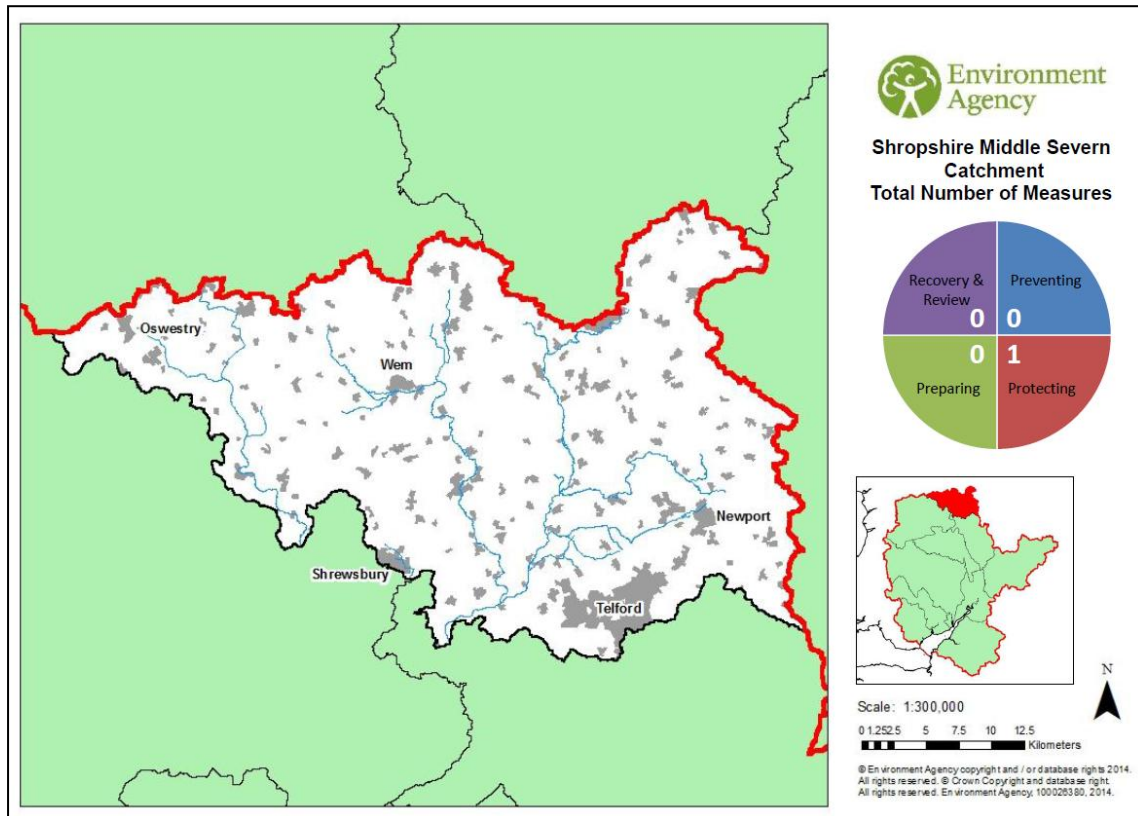 Environment
Agency
Shropshire Middle Severn
Catchment
Total Number of Measures
Recovery &
Review
0
Preventing
0
0
Preparing
1
Protecting
Oswestry
Wem
Newport
Shrewsbury
Telford
N
Scale: 1:300,000
0 1.25 2.5 5 7.5 10 12.5
Kilometers
© Environment Agency copyright and / or database rights 2014.
All rights reserved. © Crown Copyright and database right.
All rights reserved. Environment Agency, 100026380, 2014.